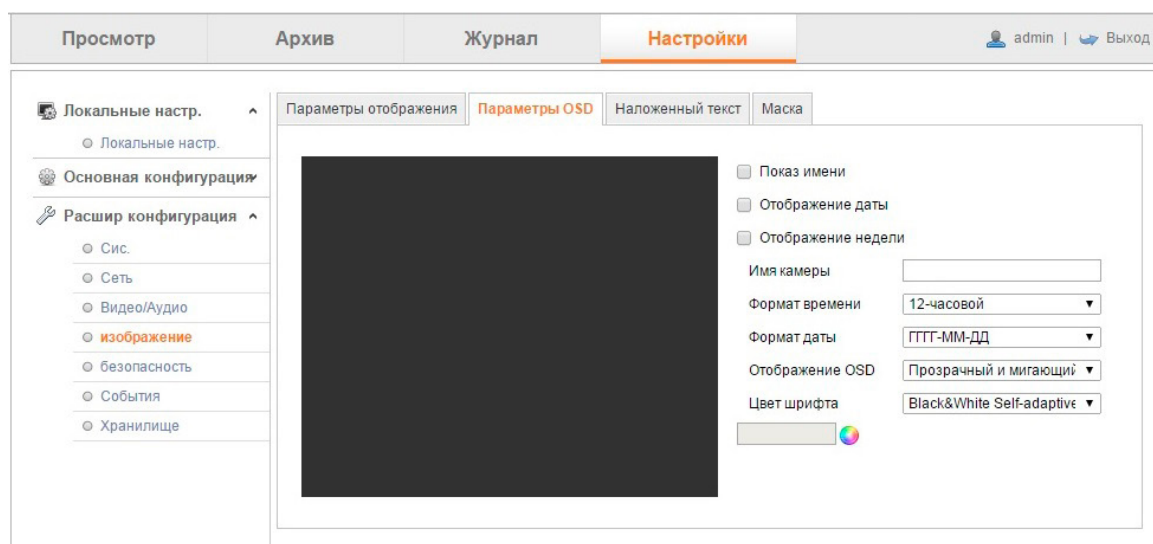 Просмотр Архив Журнал Настройки admin | Выход
Локальные настр.
Локальные настр.
Основная конфигурация
Расшир конфигурация
Сис.
Сеть
Видео/Аудио
изображение
безопасность
События
Хранилище
Параметры отображения Параметры OSD Наложенный текст Маска
Показ имени
Отображение даты
Отображение недели
Имя камеры
Формат времени 12-часовой
Формат даты ГГГГ-ММ-ДД
Отображение OSD Прозрачный и мигающий
Цвет шрифта Black&White Self-adaptive